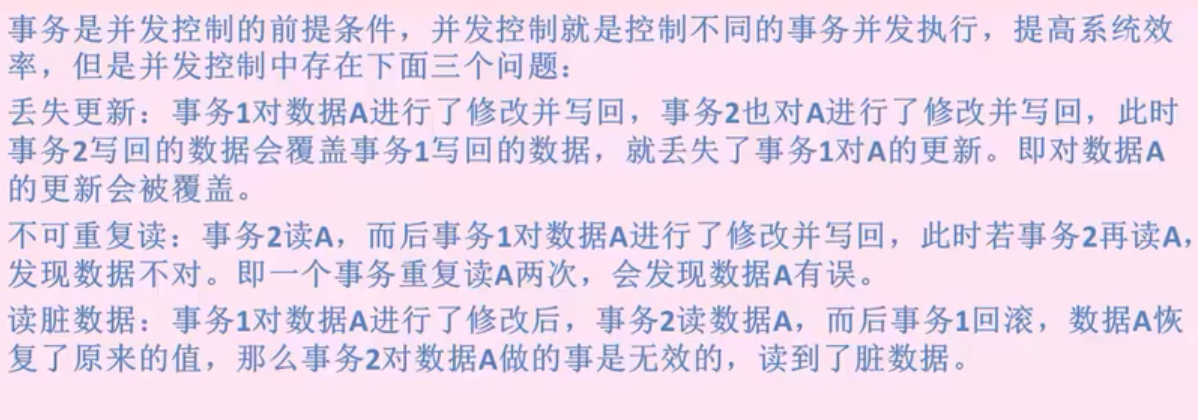 事务是并发控制的前提条件，并发控制就是控制不同的事务并发执行，提高系统效
率，但是并发控制中存在下面三个问题：
丢失更新：事务1对数据A进行了修改并写回，事务2也对A进行了修改并写回，此时
事务2写回的数据会覆盖事务1写回的数据，就丢失了事务1对A的更新。即对数据A
的更新会被覆盖。
不可重复读：事务2读A，而后事务1对数据A进行了修改并写回，此时若事务2再读A，
发现数据不对。即一个事务重复读A两次，会发现数据A有误。
读脏数据：事务1对数据A进行了修改后，事务2读数据A，而后事务1回滚，数据A恢
复了原来的值，那么事务2对数据A做的事是无效的，读到了脏数据。